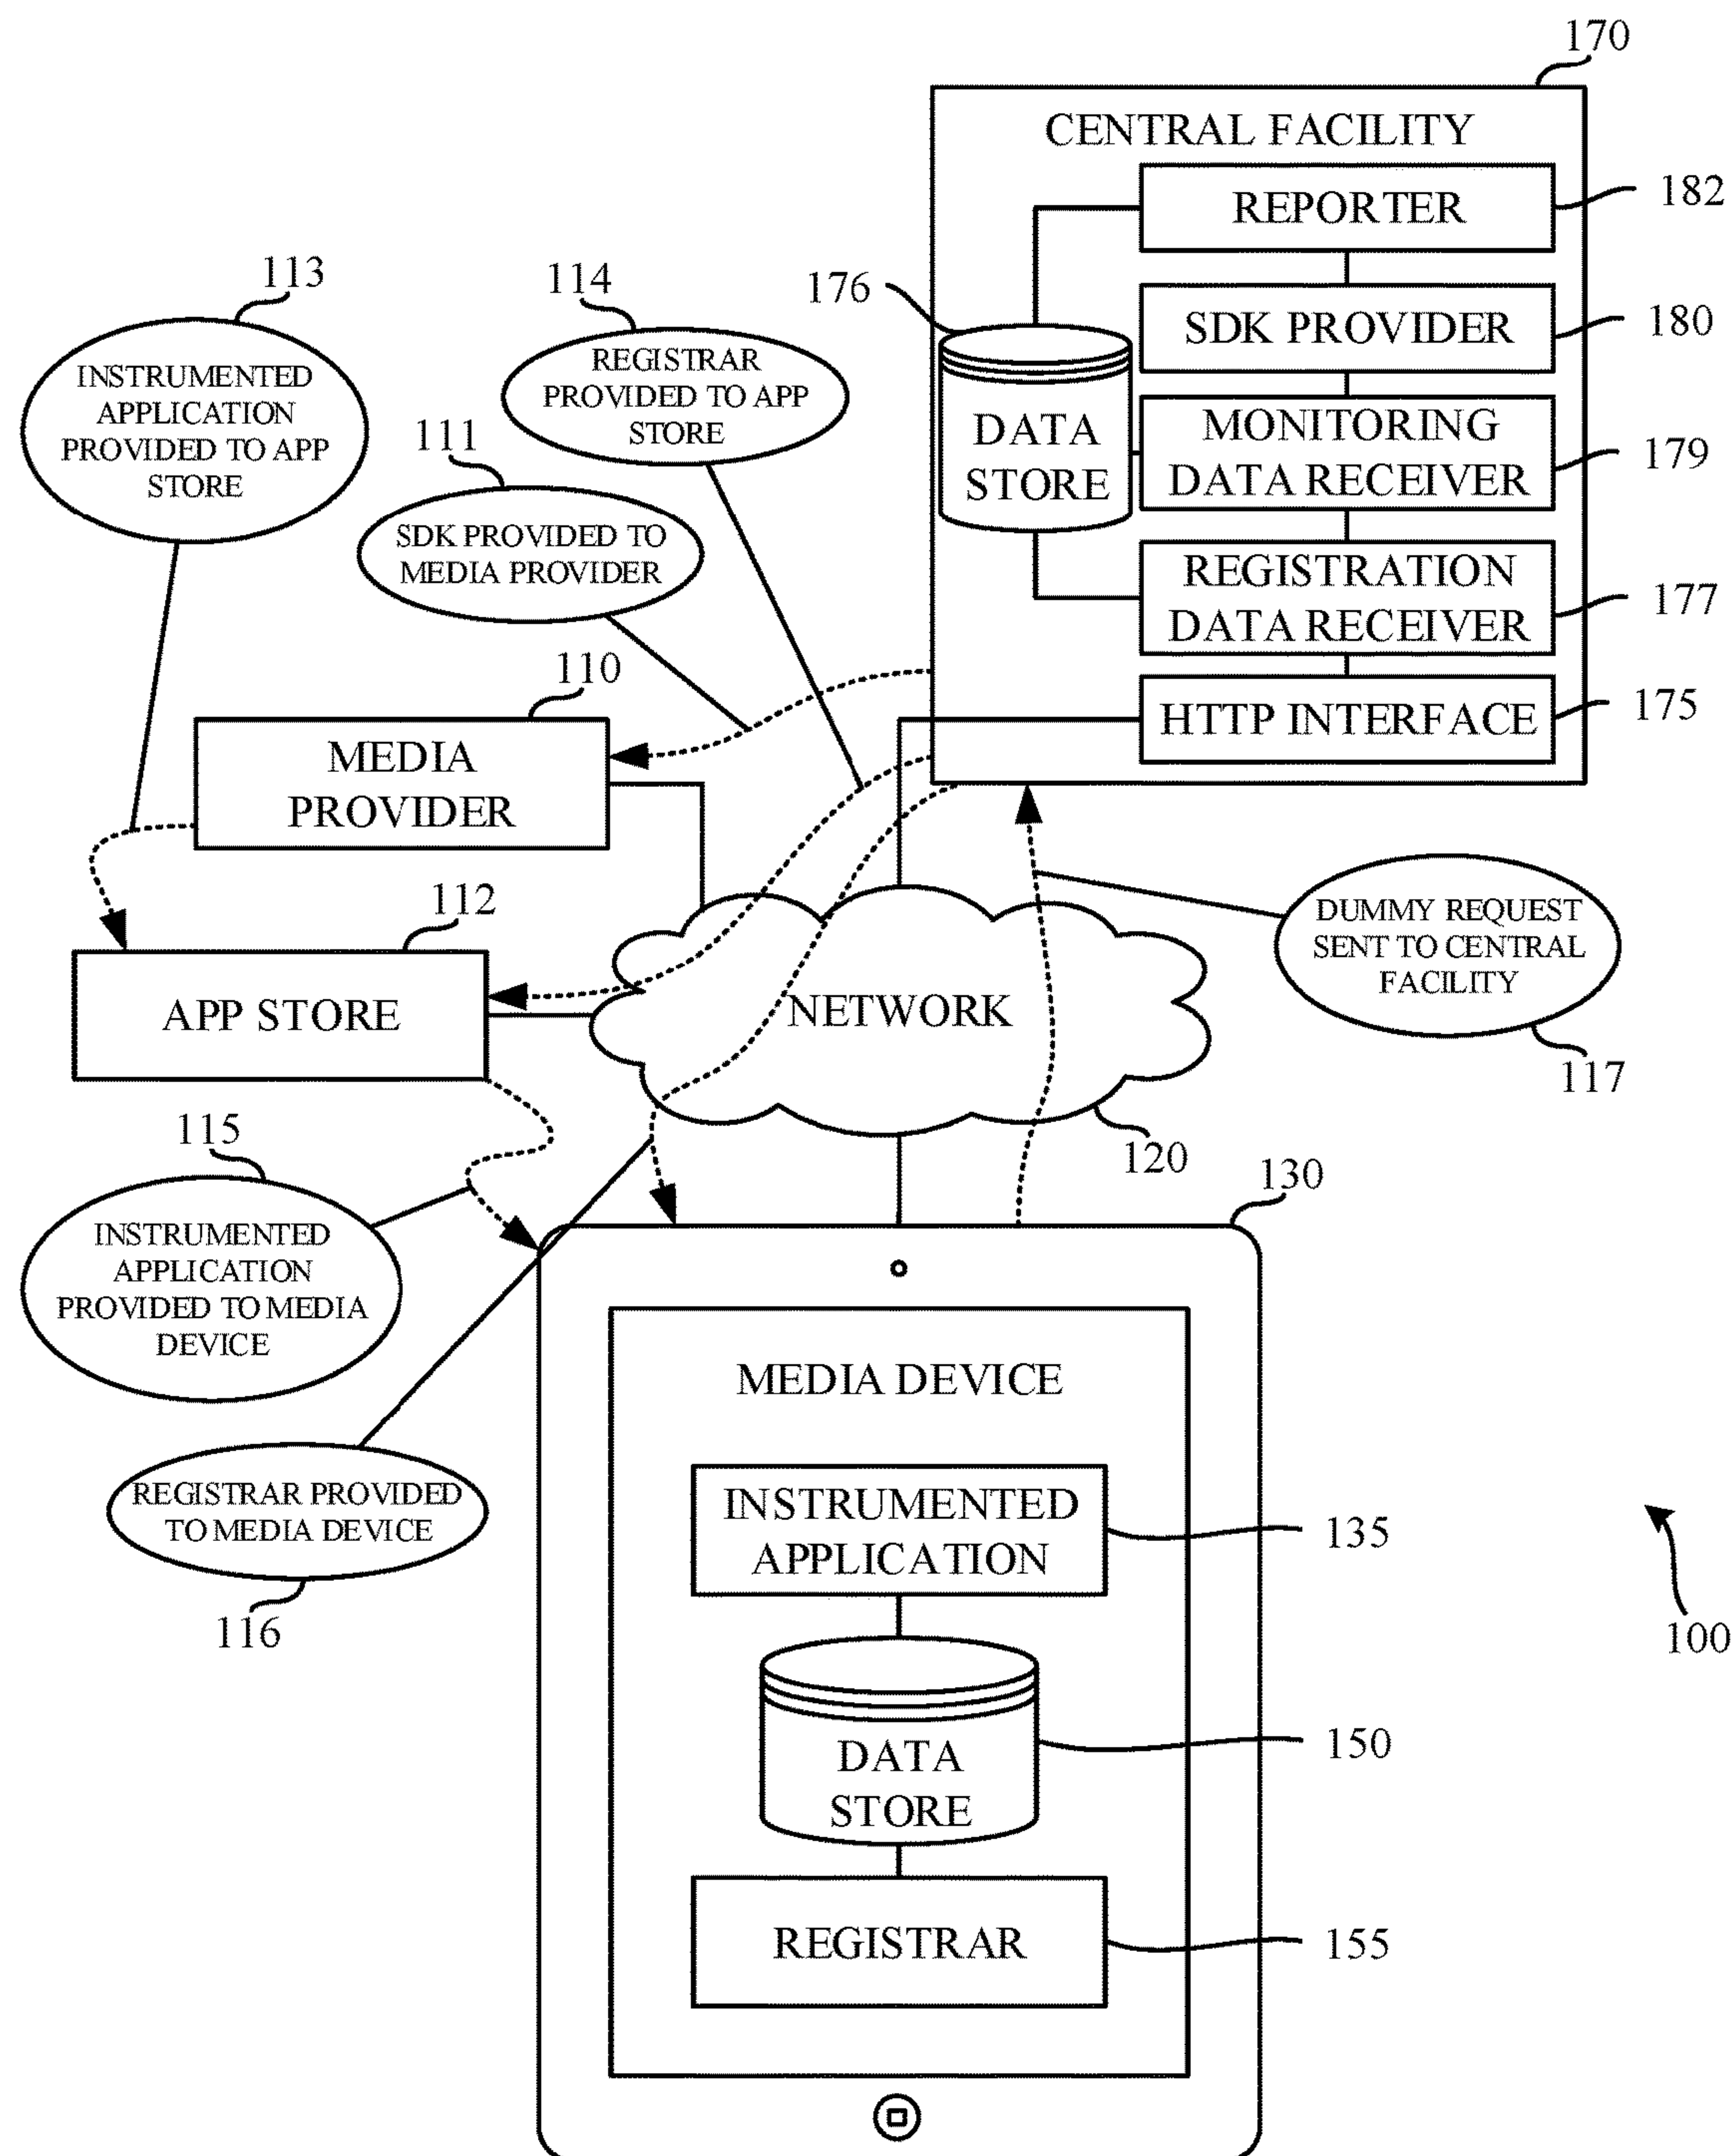 170
CENTRAL FACILITY
REPORTER
182
SDK PROVIDER
180
176
DATA
STORE
MONITORING
DATA RECEIVER
179
REGISTRATION
DATA RECEIVER
177
HTTP INTERFACE
175
113
INSTRUMENTED
APPLICATION
PROVIDED TO APP
STORE
114
REGISTRAR
PROVIDED TO APP
STORE
111
SDK PROVIDED TO
MEDIA PROVIDER
110
MEDIA
PROVIDER
112
APP STORE
NETWORK
120
DUMMY REQUEST
SENT TO CENTRAL
FACILITY
117
115
INSTRUMENTED
APPLICATION
PROVIDED TO MEDIA
DEVICE
REGISTRAR PROVIDED
TO MEDIA DEVICE
116
130
MEDIA DEVICE
INSTRUMENTED
APPLICATION
135
DATA
STORE
150
REGISTRAR
155
100